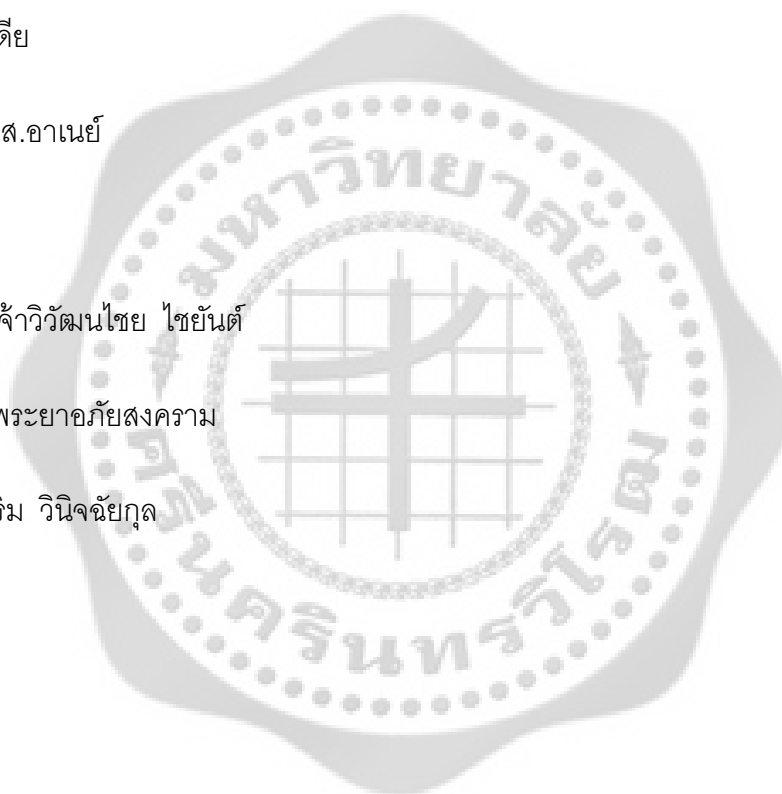 ดีย
ส.อาเนย์
จ้าวิวัฒนไชย ไชยันต์
พระยาอภัยสงคราม
ริม วินิจฉัยกุล
มหาวิทยาลัย
ศรีนครินทรวิโรฒ